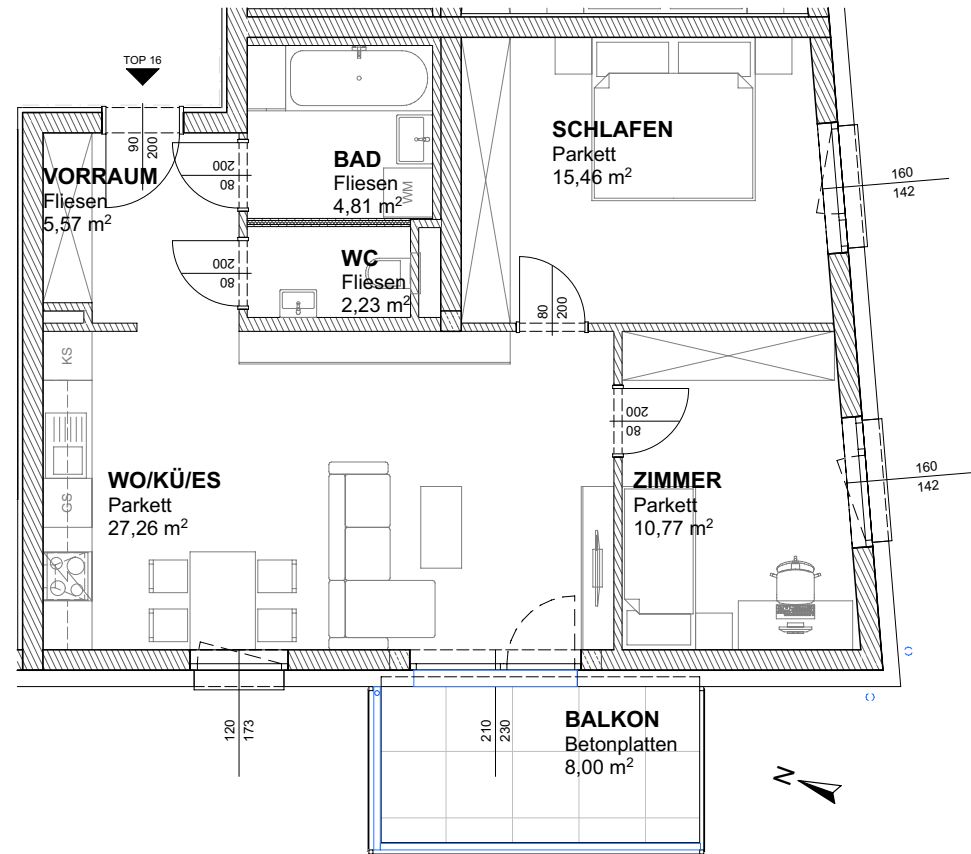 TOP 16
90
200
VORRAUM
Fliesen
5,57 m²
200
80
BAD
Fliesen
4,81 m²
WM
SCHLAFEN
Parkett
15,46 m²
160
142
200
80
WC
Fliesen
2,23 m²
80
200
KS
GS
WO/KÜ/ES
Parkett
27,26 m²
200
80
ZIMMER
Parkett
10,77 m²
160
142
120
173
210
230
BALKON
Betonplatten
8,00 m²
N